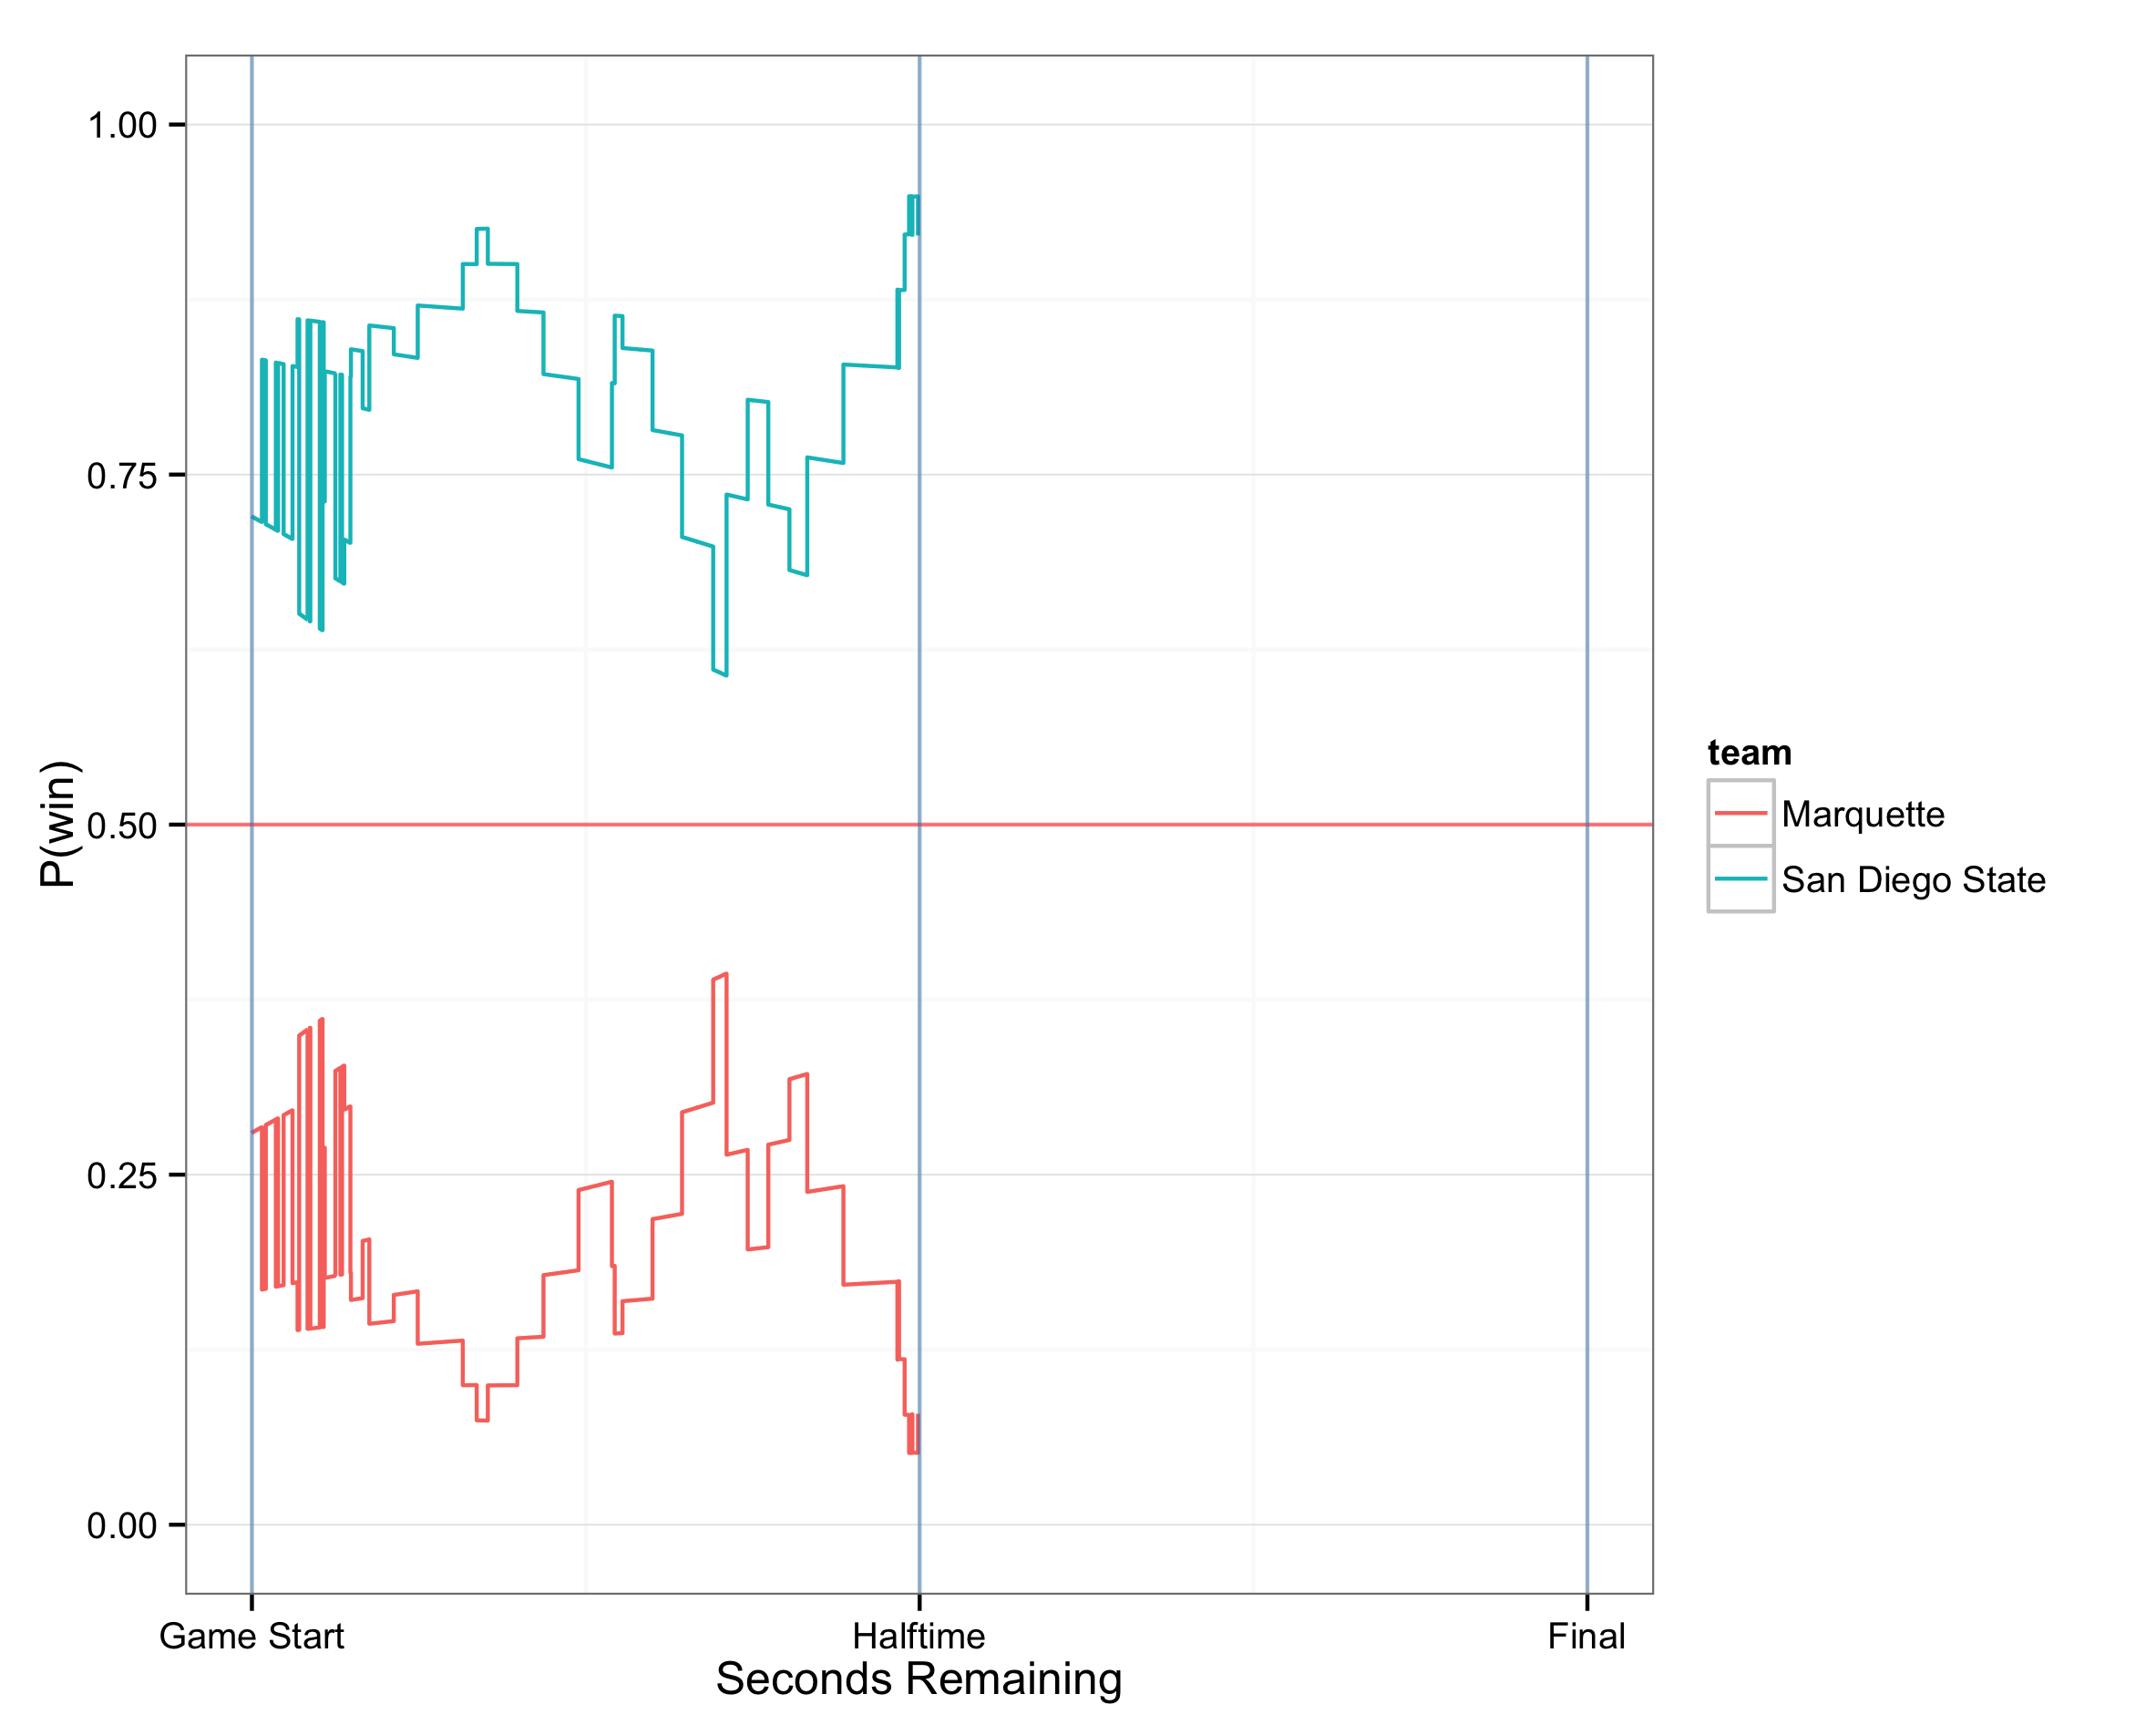 1.00
0.75
0.50
0.25
0.00
P(win)
Game Start
Halftime
Final
Seconds Remaining
team
Marquette
San Diego State